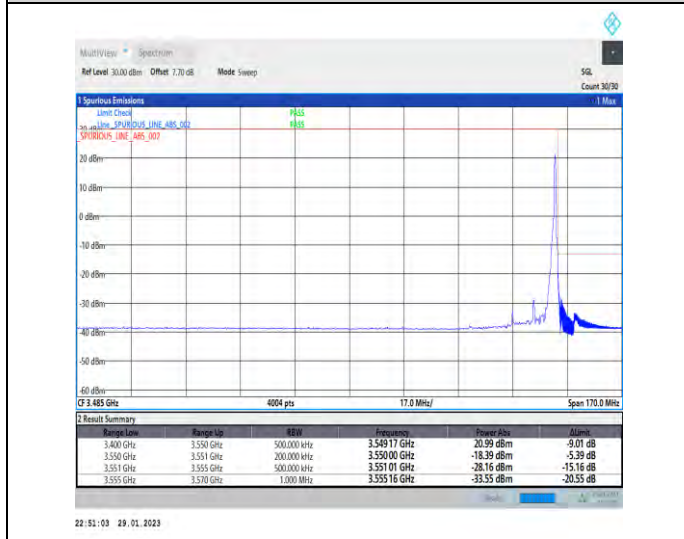 MultiView Spectrum
Ref Level 30.00 dBm Offset 7.70 dB Mode Sweep SGL
Count 30/30
1 Spurious Emissions 1 Max
Limit Check PASS
Line _SPURIOUS_LINE_ABS_002 PASS
_SPURIOUS_LINE_ABS_002
20 dBm
10 dBm
0 dBm
-10 dBm
-20 dBm
-30 dBm
-40 dBm
-50 dBm
-60 dBm
CF 3.485 GHz 4004 pts 17.0 MHz/ Span 170.0 MHz
2 Result Summary
Range Low Range Up RBW Frequency Power Abs ΔLimit
3.400 GHz 3.550 GHz 500.000 kHz 3.549 17 GHz 20.99 dBm -9.01 dB
3.550 GHz 3.551 GHz 200.000 kHz 3.550 00 GHz -18.39 dBm -5.39 dB
3.551 GHz 3.555 GHz 500.000 kHz 3.551 01 GHz -28.16 dBm -15.16 dB
3.555 GHz 3.570 GHz 1.000 MHz 3.555 16 GHz -33.55 dBm -20.55 dB
22:51:03 29.01.2023